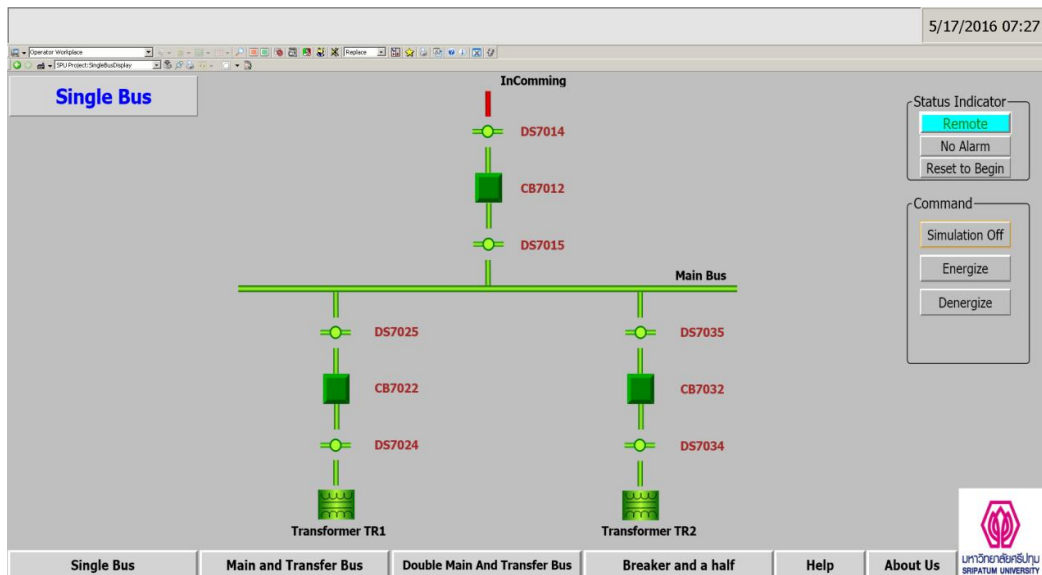 5/17/2016 07:27
Operator Workplace
Replace
SPU Project:SingleBusDisplay
Single Bus
InComming
DS7014
CB7012
DS7015
Main Bus
DS7025
DS7035
CB7022
CB7032
DS7024
DS7034
Transformer TR1
Transformer TR2
Status Indicator
Remote
No Alarm
Reset to Begin
Command
Simulation Off
Energize
Denergize
Single Bus
Main and Transfer Bus
Double Main And Transfer Bus
Breaker and a half
Help
About Us
มหาวิทยาลัยศรีปทุม
SRIPATUM UNIVERSITY